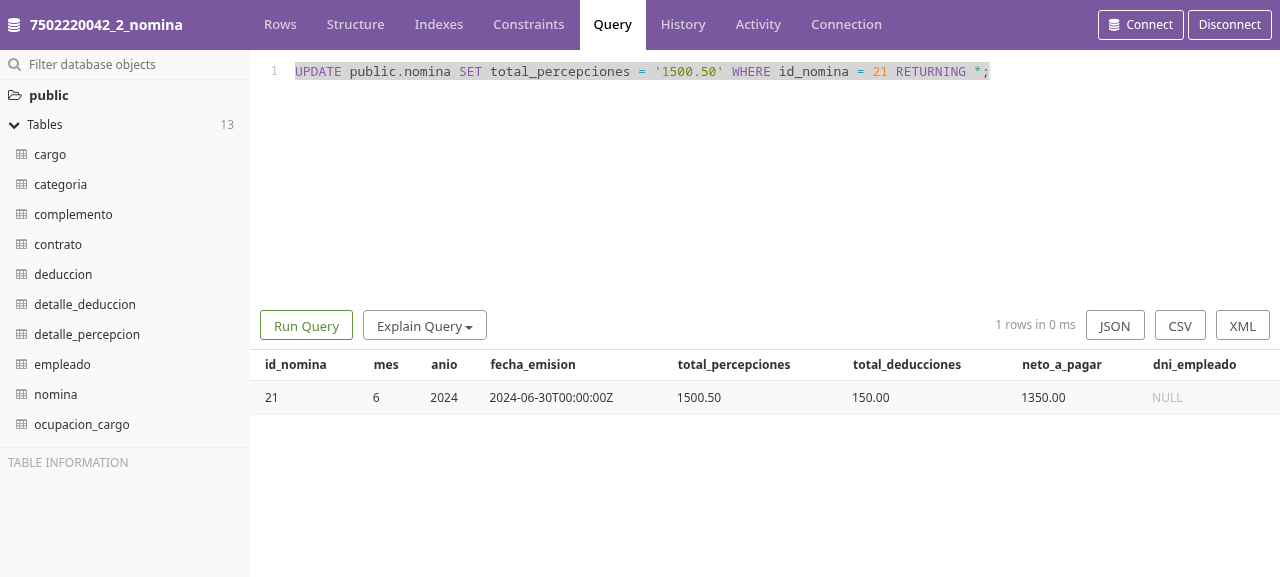 7502220042_2_nomina
Rows Structure Indexes Constraints Query History Activity Connection
Connect Disconnect
Filter database objects
public
Tables 13
cargo
categoria
complemento
contrato
deduccion
detalle_deduccion
detalle_percepcion
empleado
nomina
ocupacion_cargo
TABLE INFORMATION
1 UPDATE public.nomina SET total_percepciones = '1500.50' WHERE id_nomina = 21 RETURNING *;
Run Query Explain Query 1 rows in 0 ms JSON CSV XML
id_nomina mes anio fecha_emision total_percepciones total_deducciones neto_a_pagar dni_empleado
21 6 2024 2024-06-30T00:00:00Z 1500.50 150.00 1350.00 NULL